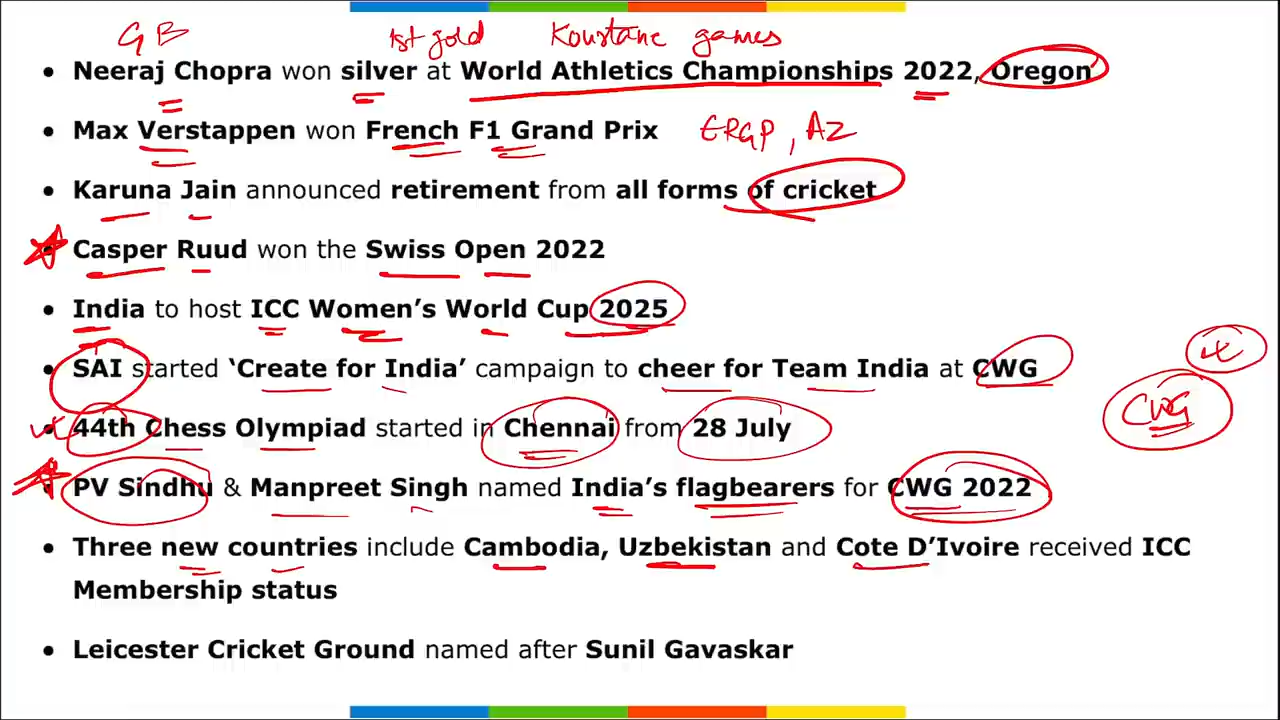 GB 1st gold Kourtane games
• Neeraj Chopra won silver at World Athletics Championships 2022, Oregon
• Max Verstappen won French F1 Grand Prix ERGP, AZ
• Karuna Jain announced retirement from all forms of cricket
• Casper Ruud won the Swiss Open 2022
• India to host ICC Women’s World Cup 2025
• SAI started ‘Create for India’ campaign to cheer for Team India at CWG
CWG
• 44th Chess Olympiad started in Chennai from 28 July
• PV Sindhu & Manpreet Singh named India’s flagbearers for CWG 2022
• Three new countries include Cambodia, Uzbekistan and Cote D’Ivoire received ICC
Membership status
• Leicester Cricket Ground named after Sunil Gavaskar